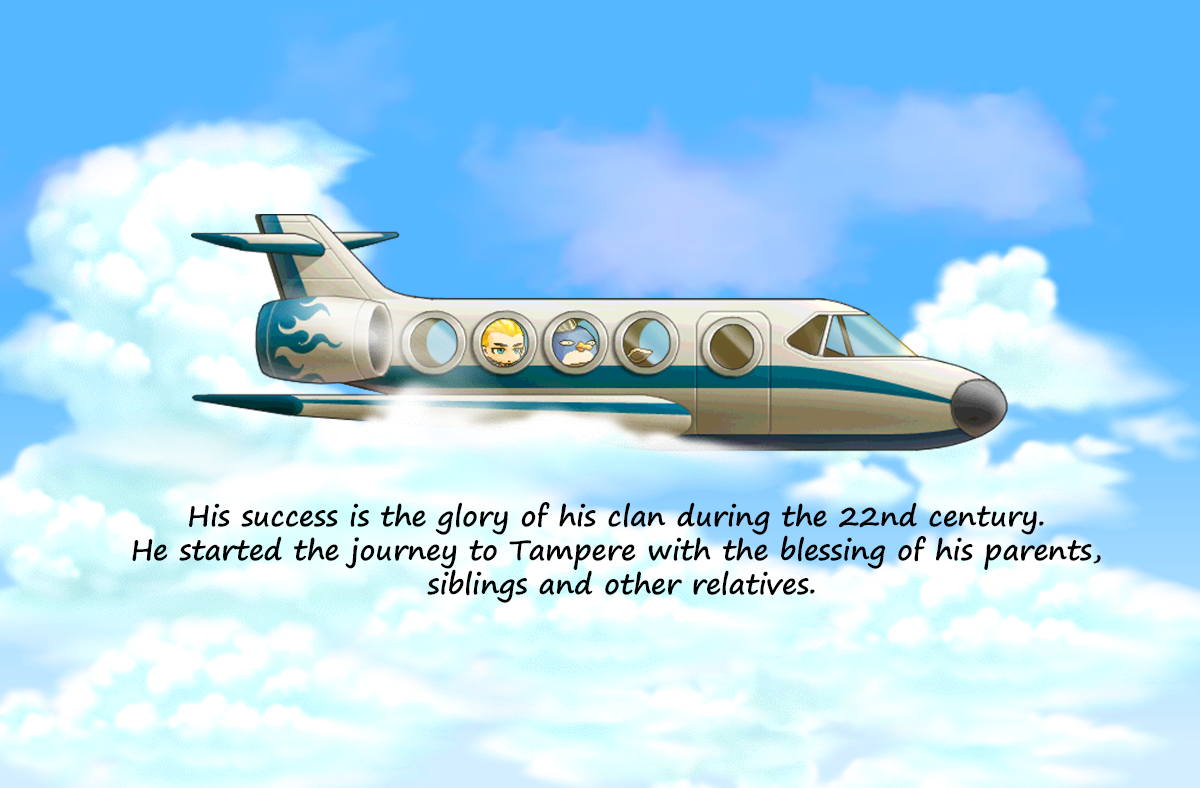 His success is the glory of his clan during the 22nd century.
He started the journey to Tampere with the blessing of his parents,
siblings and other relatives.